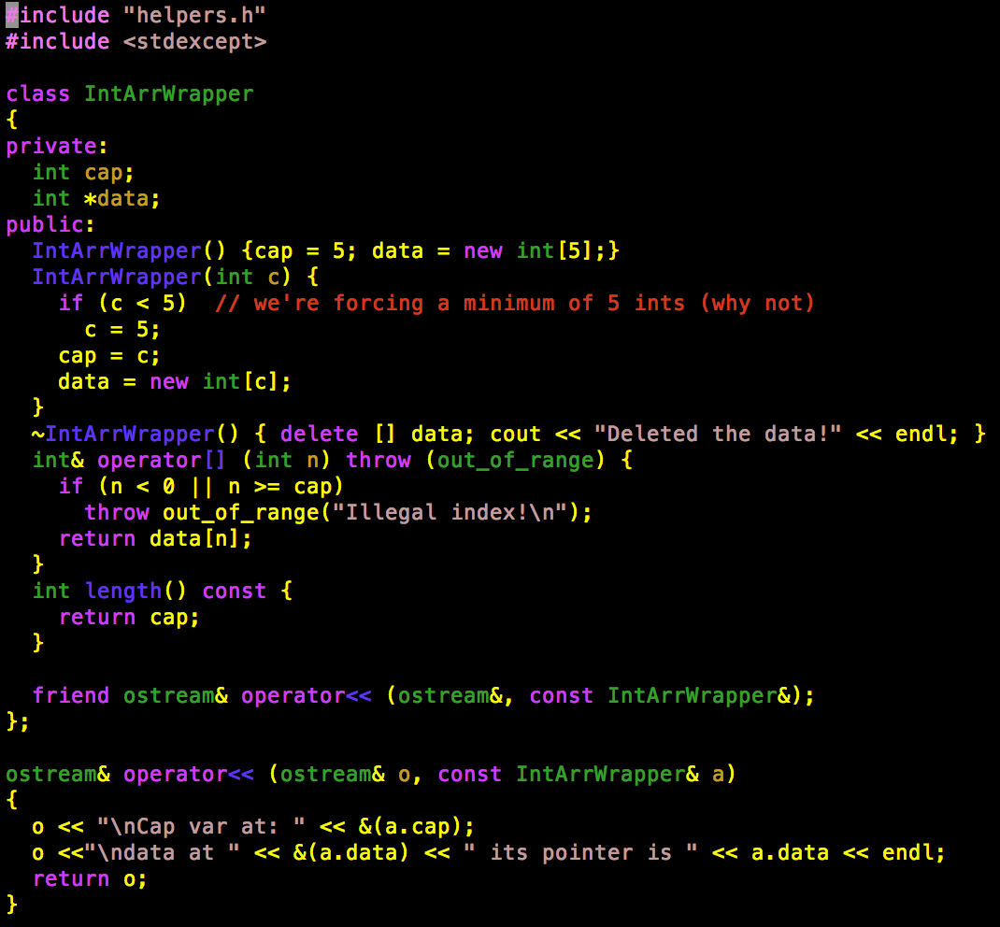 #include "helpers.h"
#include <stdexcept>

class IntArrWrapper
{
private:
  int cap;
  int *data;
public:
  IntArrWrapper() {cap = 5; data = new int[5];}
  IntArrWrapper(int c) {
    if (c < 5)  // we're forcing a minimum of 5 ints (why not)
      c = 5;
    cap = c;
    data = new int[c];
  }
  ~IntArrWrapper() { delete [] data; cout << "Deleted the data!" << endl; }
  int& operator[] (int n) throw (out_of_range) {
    if (n < 0 || n >= cap)
      throw out_of_range("Illegal index!\n");
    return data[n];
  }
  int length() const {
    return cap;
  }

  friend ostream& operator<< (ostream&, const IntArrWrapper&);
};

ostream& operator<< (ostream& o, const IntArrWrapper& a)
{
  o << "\nCap var at: " << &(a.cap);
  o <<"\ndata at " << &(a.data) << " its pointer is " << a.data << endl;
  return o;
}